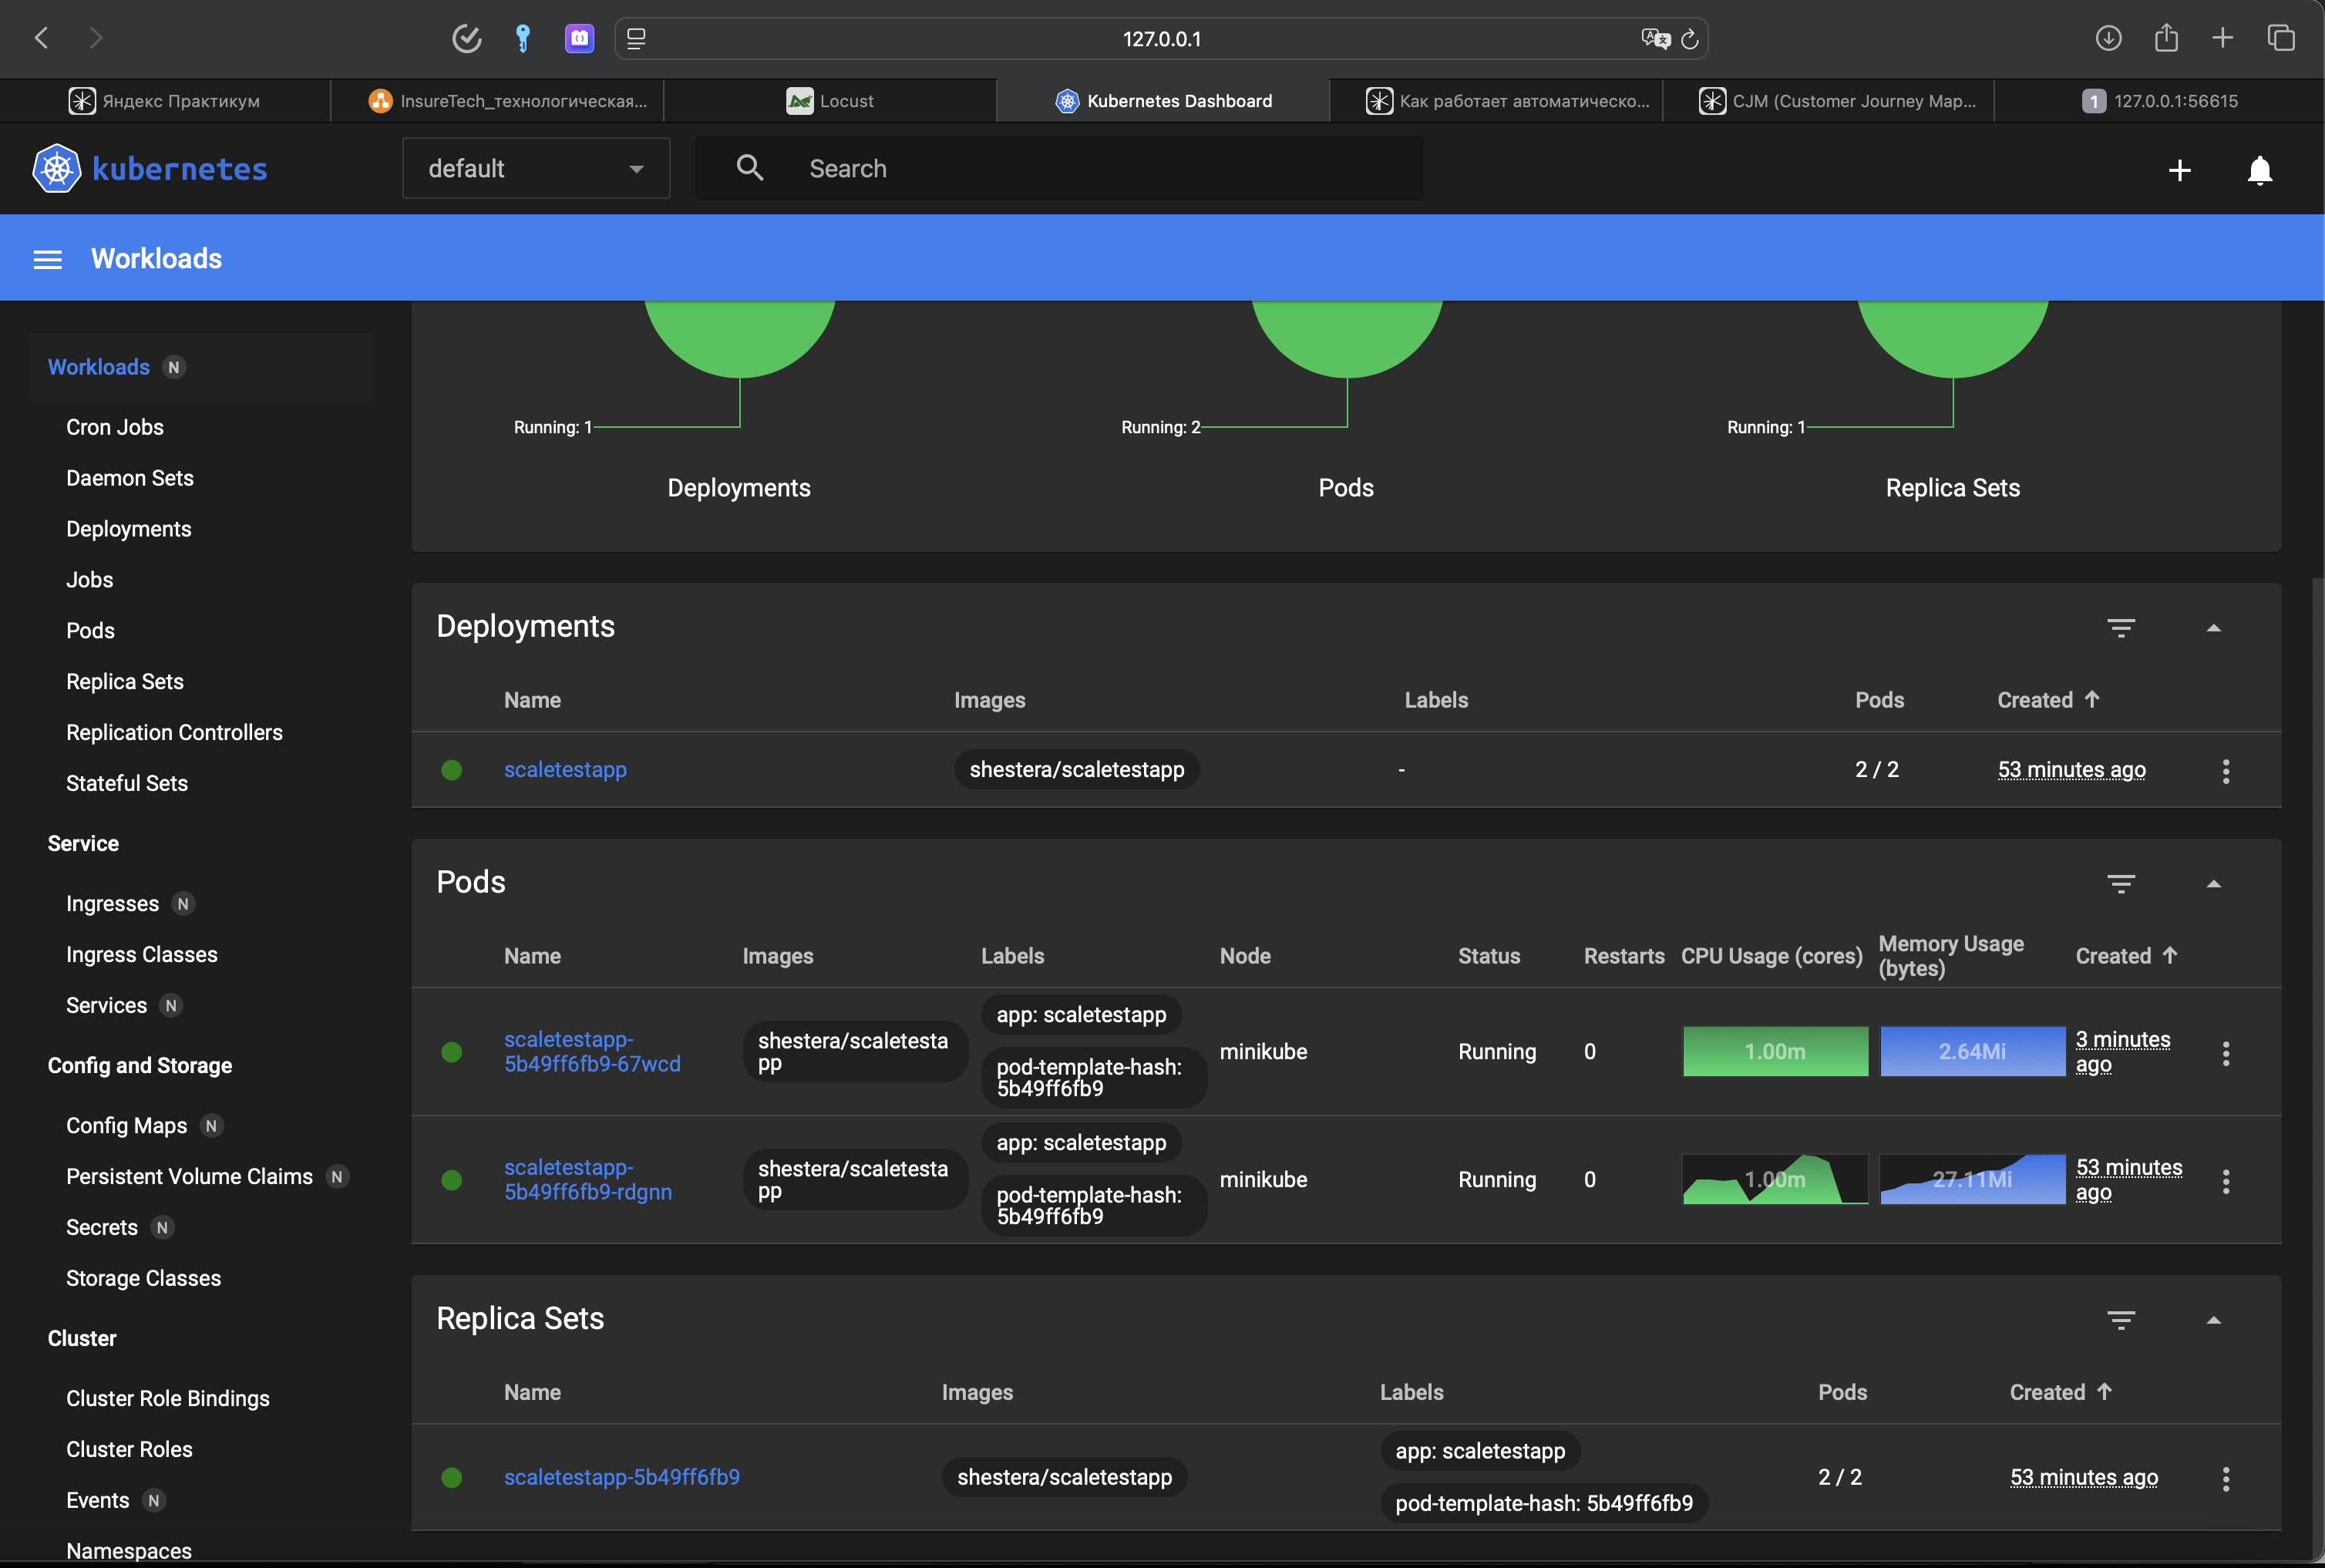 127.0.0.1
Яндекс Практикум
InsureTech_технологическая...
Locust
Kubernetes Dashboard
Как работает автоматическо...
CJM (Customer Journey Map...
1 127.0.0.1:56615
kubernetes
default
Search
Workloads
Workloads N
Cron Jobs
Daemon Sets
Deployments
Jobs
Pods
Replica Sets
Replication Controllers
Stateful Sets
Service
Ingresses N
Ingress Classes
Services N
Config and Storage
Config Maps N
Persistent Volume Claims N
Secrets N
Storage Classes
Cluster
Cluster Role Bindings
Cluster Roles
Events N
Namespaces
Running: 1
Deployments
Running: 2
Pods
Running: 1
Replica Sets
Deployments
Name Images Labels Pods Created
scaletestapp shestera/scaletestapp - 2 / 2 53 minutes ago
Pods
Name Images Labels Node Status Restarts CPU Usage (cores) Memory Usage (bytes) Created
scaletestapp-
5b49ff6fb9-67wcd
shestera/scaletesta
pp
app: scaletestapp
pod-template-hash:
5b49ff6fb9
minikube
Running
0
1.00m
2.64Mi
3 minutes
ago
scaletestapp-
5b49ff6fb9-rdgnn
shestera/scaletesta
pp
app: scaletestapp
pod-template-hash:
5b49ff6fb9
minikube
Running
0
1.00m
27.11Mi
53 minutes
ago
Replica Sets
Name Images Labels Pods Created
scaletestapp-5b49ff6fb9
shestera/scaletestapp
app: scaletestapp
pod-template-hash: 5b49ff6fb9
2 / 2
53 minutes ago